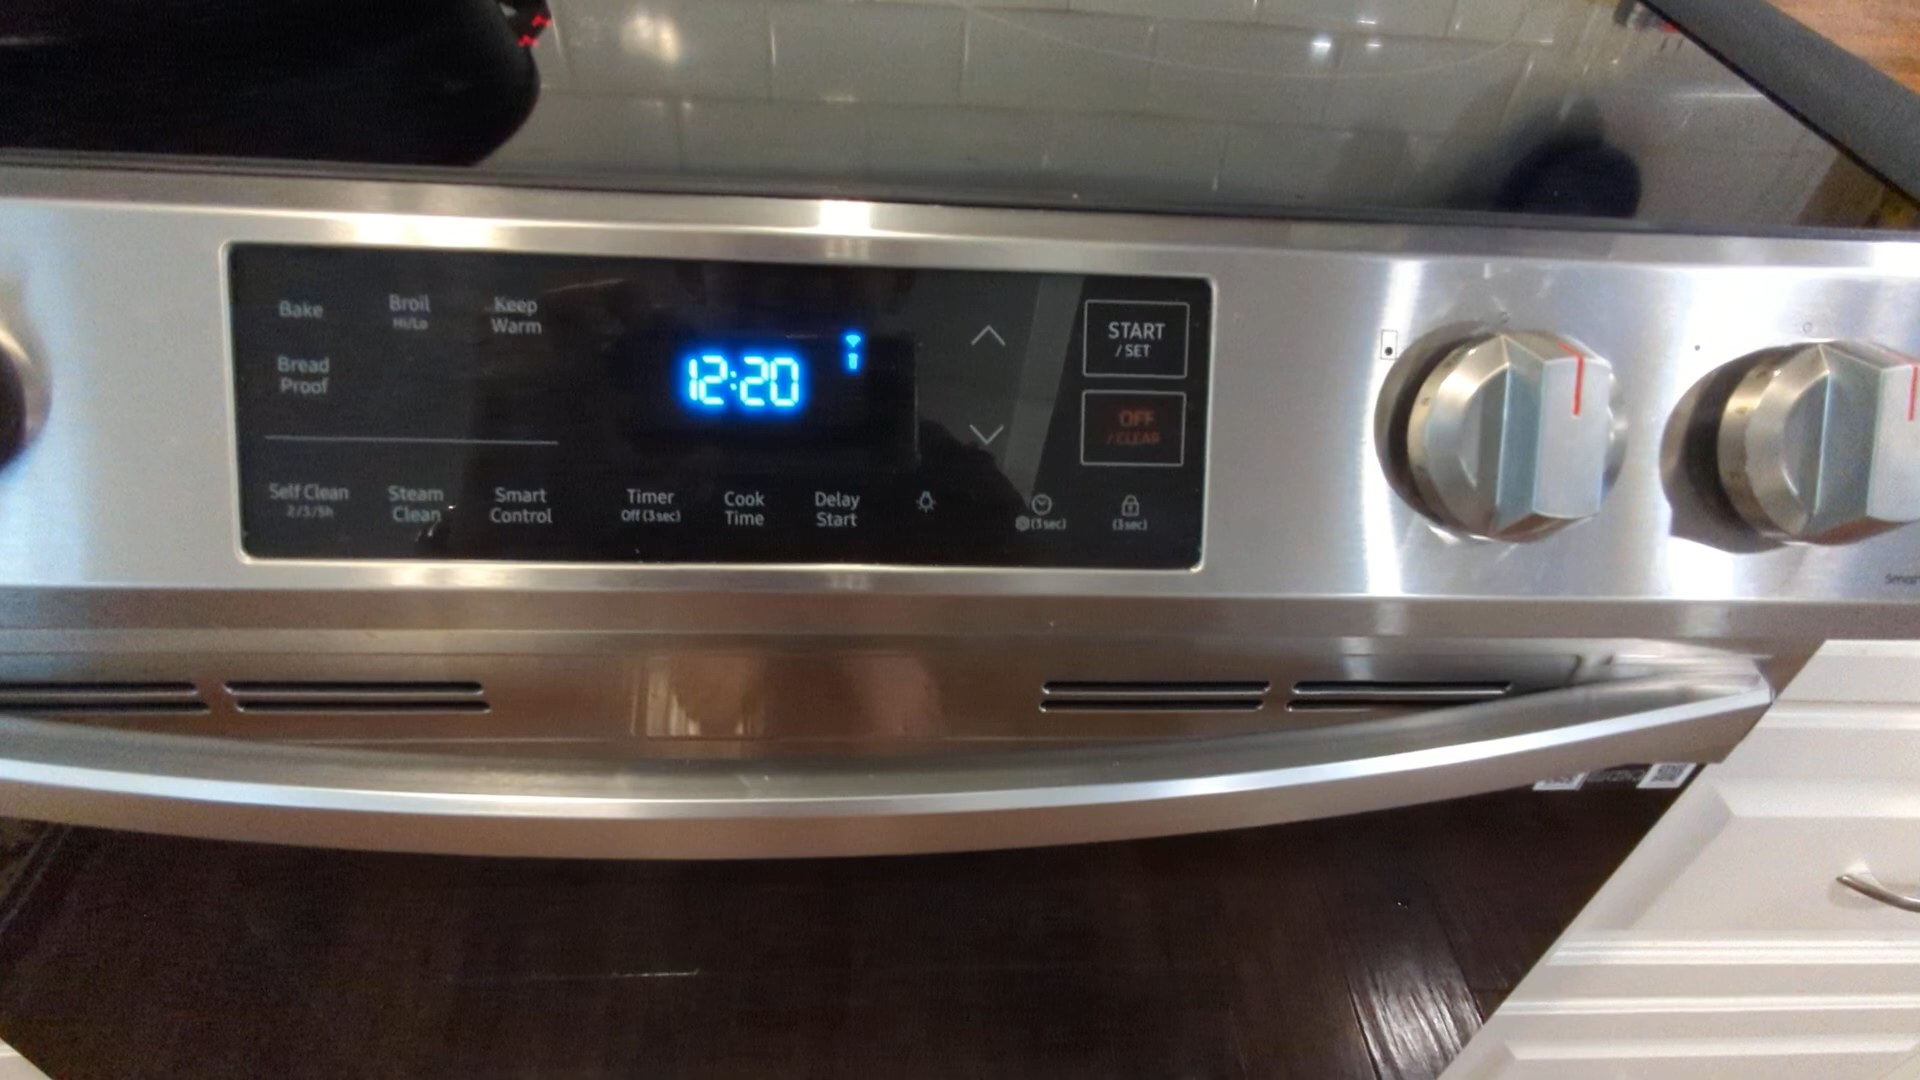 Bake
Broil
Hi/Lo
Keep
Warm
Bread
Proof
12:20
START
/ SET
OFF
/ CLEAR
Self Clean
2/3/5h
Steam
Clean
Smart
Control
Timer
Off (3 sec)
Cook
Time
Delay
Start
(3 sec)
(3 sec)